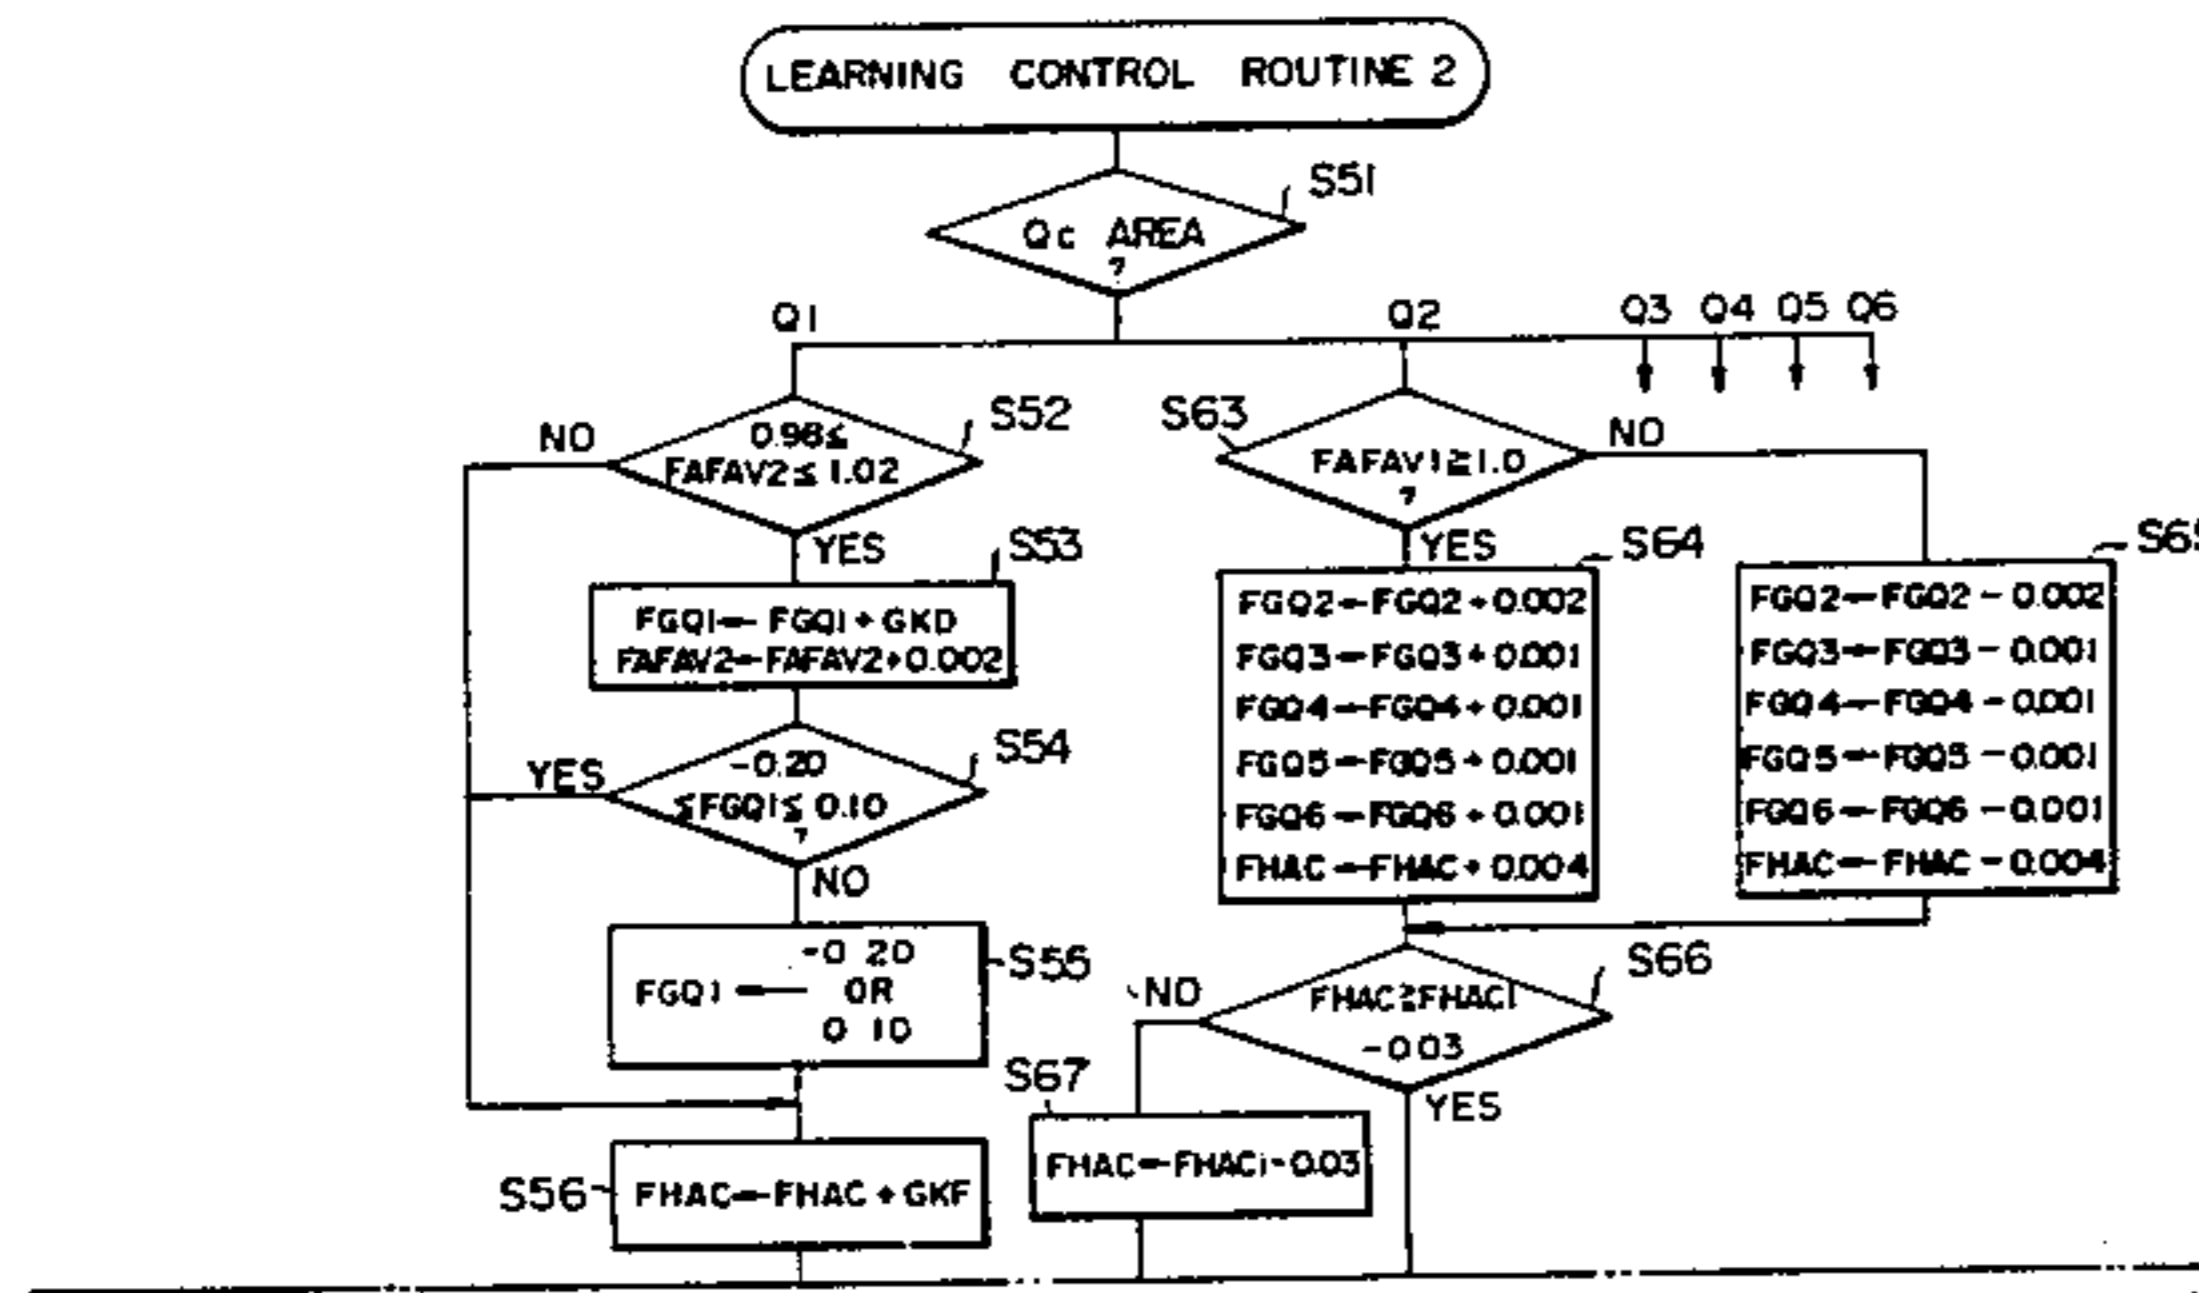 LEARNING CONTROL ROUTINE 2
S51
Qc AREA
?
Q1
Q2
Q3 Q4 Q5 Q6
NO
0.98≦
FAFAV2≦1.02
S52
YES
S53
FGQ1←FGQ1+GKD
FAFAV2←FAFAV2+0.002
YES
-0.20
≦FGQ1≦ 0.10
?
S54
NO
FGQ1 ←
-0.20
OR
0.10
S55
S56
FHAC←FHAC+GKF
S63
FAFAV1≧1.0
?
NO
YES
S64
FGQ2←FGQ2+0.002
FGQ3←FGQ3+0.001
FGQ4←FGQ4+0.001
FGQ5←FGQ5+0.001
FGQ6←FGQ6+0.001
FHAC←FHAC+0.004
FGQ2←FGQ2-0.002
FGQ3←FGQ3-0.001
FGQ4←FGQ4-0.001
FGQ5←FGQ5-0.001
FGQ6←FGQ6-0.001
FHAC←FHAC-0.004
S66
NO
FHAC≧FHACi
-0.03
YES
S67
FHAC←FHACi-0.03